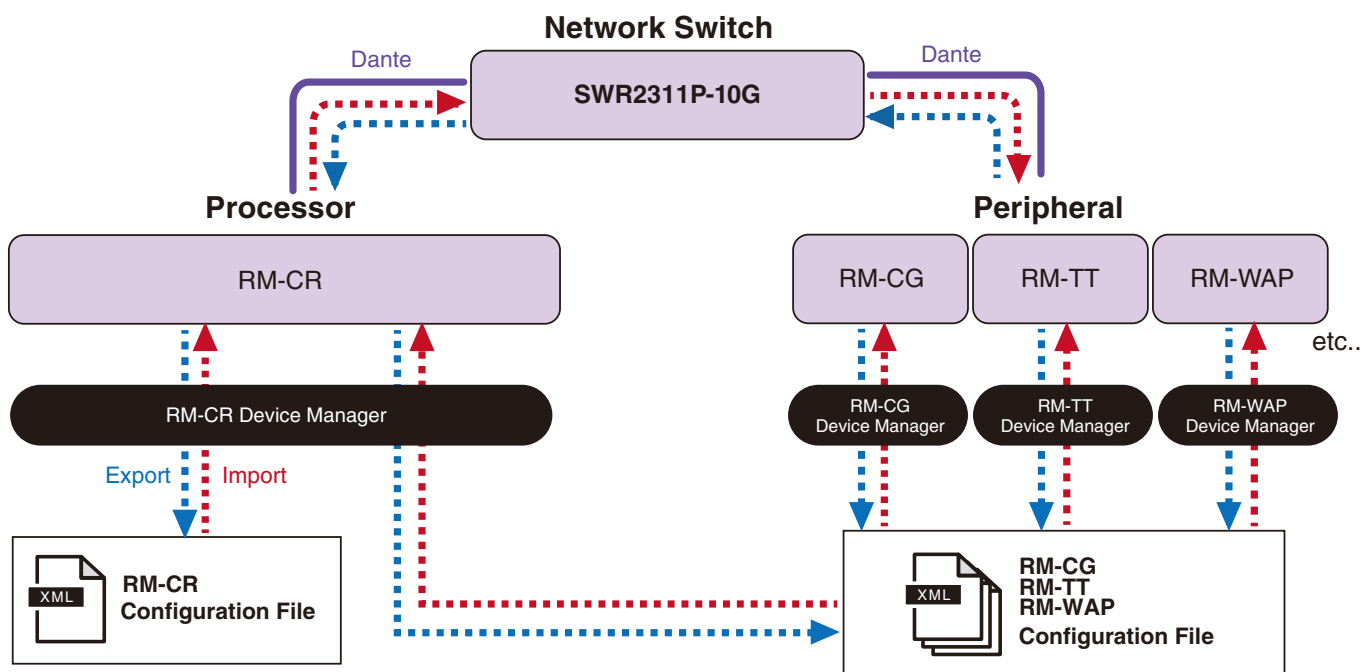 Network Switch
Dante
Dante
SWR2311P-10G
Processor
Peripheral
RM-CR
RM-CG
RM-TT
RM-WAP
etc..
RM-CR Device Manager
RM-CG
Device Manager
RM-TT
Device Manager
RM-WAP
Device Manager
Export
Import
XML
RM-CR
Configuration File
XML
RM-CG
RM-TT
RM-WAP
Configuration File